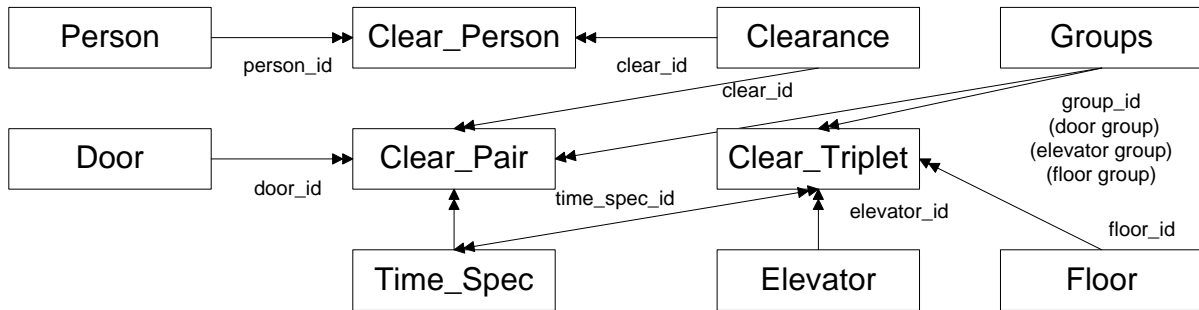 Person
Clear_Person
Clearance
Groups
person_id
clear_id
clear_id
group_id
(door group)
(elevator group)
(floor group)
Door
Clear_Pair
Clear_Triplet
door_id
time_spec_id
elevator_id
floor_id
Time_Spec
Elevator
Floor